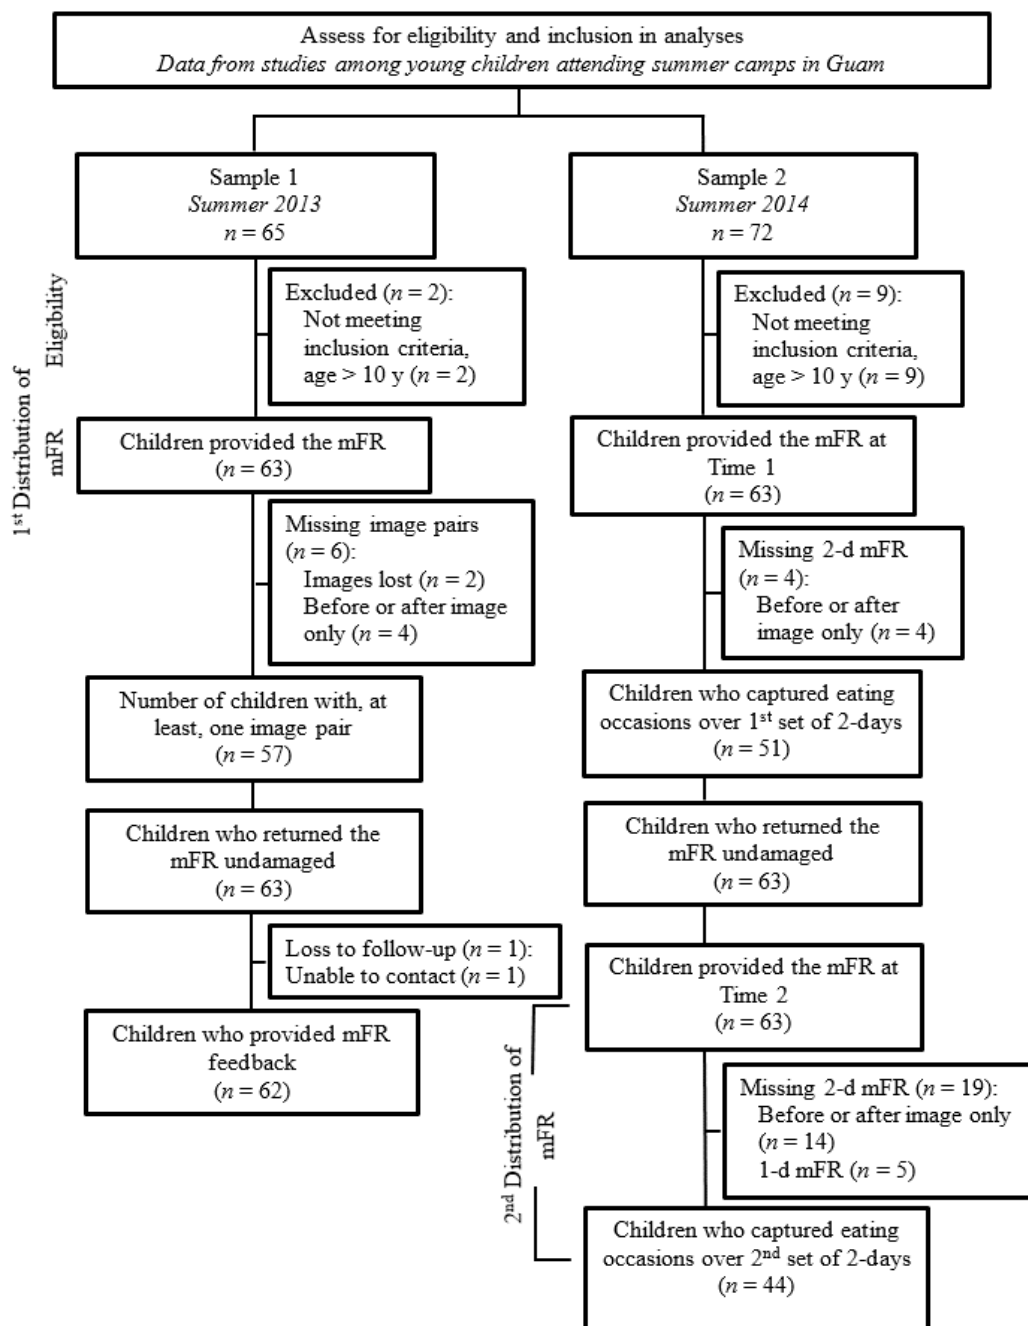 Assess for eligibility and inclusion in analyses
Data from studies among young children attending summer camps in Guam
Sample 1
Summer 2013
n = 65
Sample 2
Summer 2014
n = 72
Eligibility
Excluded (n = 2):
Not meeting
inclusion criteria,
age > 10 y (n = 2)
Excluded (n = 9):
Not meeting
inclusion criteria,
age > 10 y (n = 9)
1st Distribution of
mFR
Children provided the mFR
(n = 63)
Children provided the mFR at
Time 1
(n = 63)
Missing image pairs
(n = 6):
Images lost (n = 2)
Before or after image
only (n = 4)
Missing 2-d mFR
(n = 4):
Before or after
image only (n = 4)
Number of children with, at
least, one image pair
(n = 57)
Children who captured eating
occasions over 1st set of 2-days
(n = 51)
Children who returned the
mFR undamaged
(n = 63)
Children who returned the
mFR undamaged
(n = 63)
Loss to follow-up (n = 1):
Unable to contact (n = 1)
Children provided the mFR at
Time 2
(n = 63)
Children who provided mFR
feedback
(n = 62)
2nd Distribution of
mFR
Missing 2-d mFR (n = 19):
Before or after image only
(n = 14)
1-d mFR (n = 5)
Children who captured eating
occasions over 2nd set of 2-days
(n = 44)